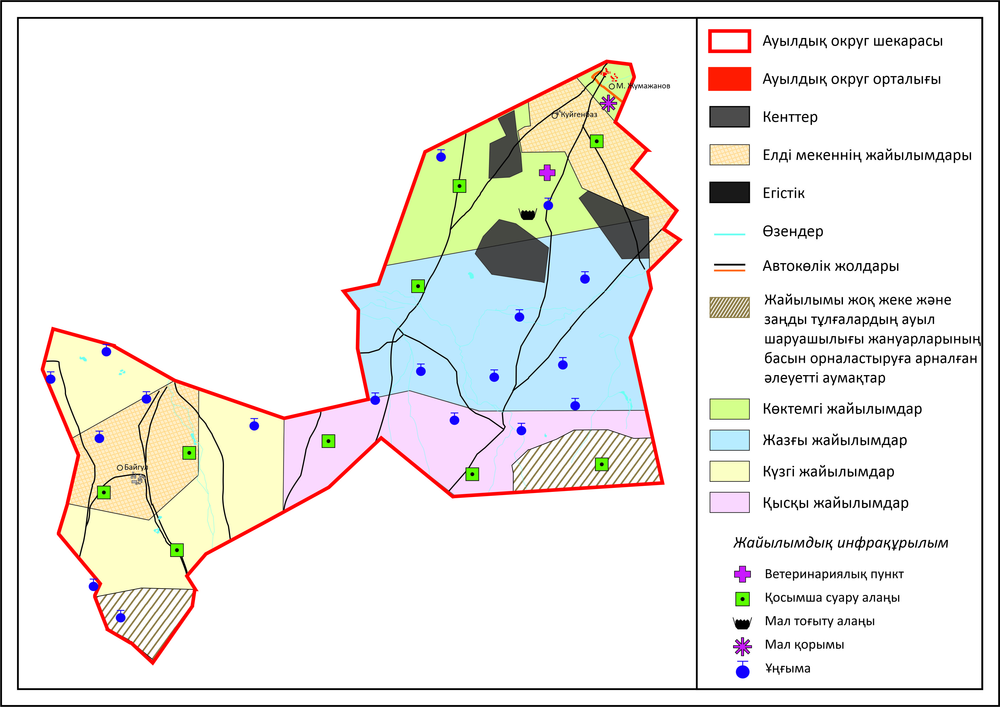 М. Жумажанов
Куйгенбаз
Байгул
Ауылдық округ шекарасы
Ауылдық округ орталығы
Кенттер
Елді мекеннің жайылымдары
Егістік
Өзендер
Автокөлік жолдары
Жайылымы жоқ жеке және
заңды тұлғалардың ауыл
шаруашылығы жануарларының
басын орналастыруға арналған
әлеуетті аумақтар
Көктемгі жайылымдар
Жазғы жайылымдар
Күзгі жайылымдар
Қысқы жайылымдар
Жайылымдық инфрақұрылым
Ветеринариялық пункт
Қосымша суару алаңы
Мал тоғыту алаңы
Мал қорымы
Ұңғыма